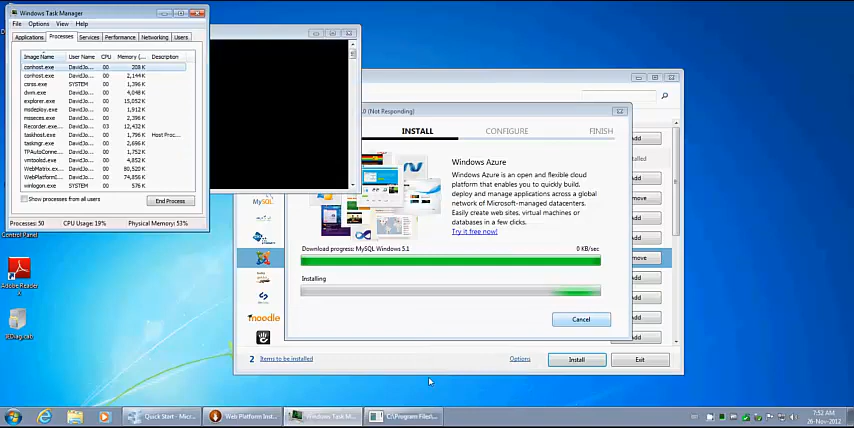 Windows Task Manager
File Options View Help
Applications Processes Services Performance Networking Users
Image Name User Name CPU Memory (... Description
conhost.exe DavidJo... 00 208 K
conhost.exe DavidJo... 00 2,144 K
csrss.exe SYSTEM 00 1,396 K
dwm.exe DavidJo... 00 4,048 K
explorer.exe DavidJo... 00 15,052 K
msdeploy.exe DavidJo... 00 1,912 K
msseces.exe DavidJo... 00 2,396 K
Recorder.exe... DavidJo... 03 12,432 K
taskhost.exe DavidJo... 00 1,796 K Host Proc...
taskmgr.exe DavidJo... 00 2,696 K
TPAutoConne... DavidJo... 00 1,752 K
vmtoolsd.exe DavidJo... 00 4,852 K
WebMatrix.ex... DavidJo... 00 80,520 K
WebPlatformI... DavidJo... 00 74,856 K
winlogon.exe SYSTEM 00 576 K
Show processes from all users
End Process
Processes: 50 CPU Usage: 19% Physical Memory: 53%
Control Panel
Adobe Reader
X
.0 (Not Responding)
INSTALL CONFIGURE FINISH
Windows Azure
Windows Azure is an open and flexible cloud
platform that enables you to quickly build,
deploy and manage applications across a global
network of Microsoft-managed datacenters.
Easily create web sites, virtual machines or
databases in a few clicks.
Try it free now!
Download progress: MySQL Windows 5.1 0 KB/sec
Installing
Cancel
MySQL
moodle
2 Items to be installed
Options
Install
Exit
Quick Start - Micr...
Web Platform Inst...
Windows Task M...
C:\Program Files\...
7:52 AM
26-Nov-2012